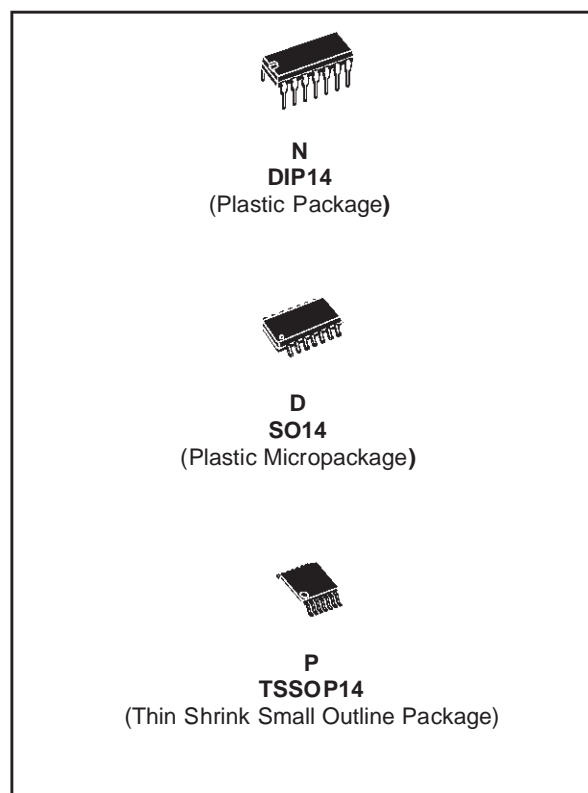 N
DIP14
(Plastic Package)
D
SO14
(Plastic Micropackage)
P
TSSOP14
(Thin Shrink Small Outline Package)